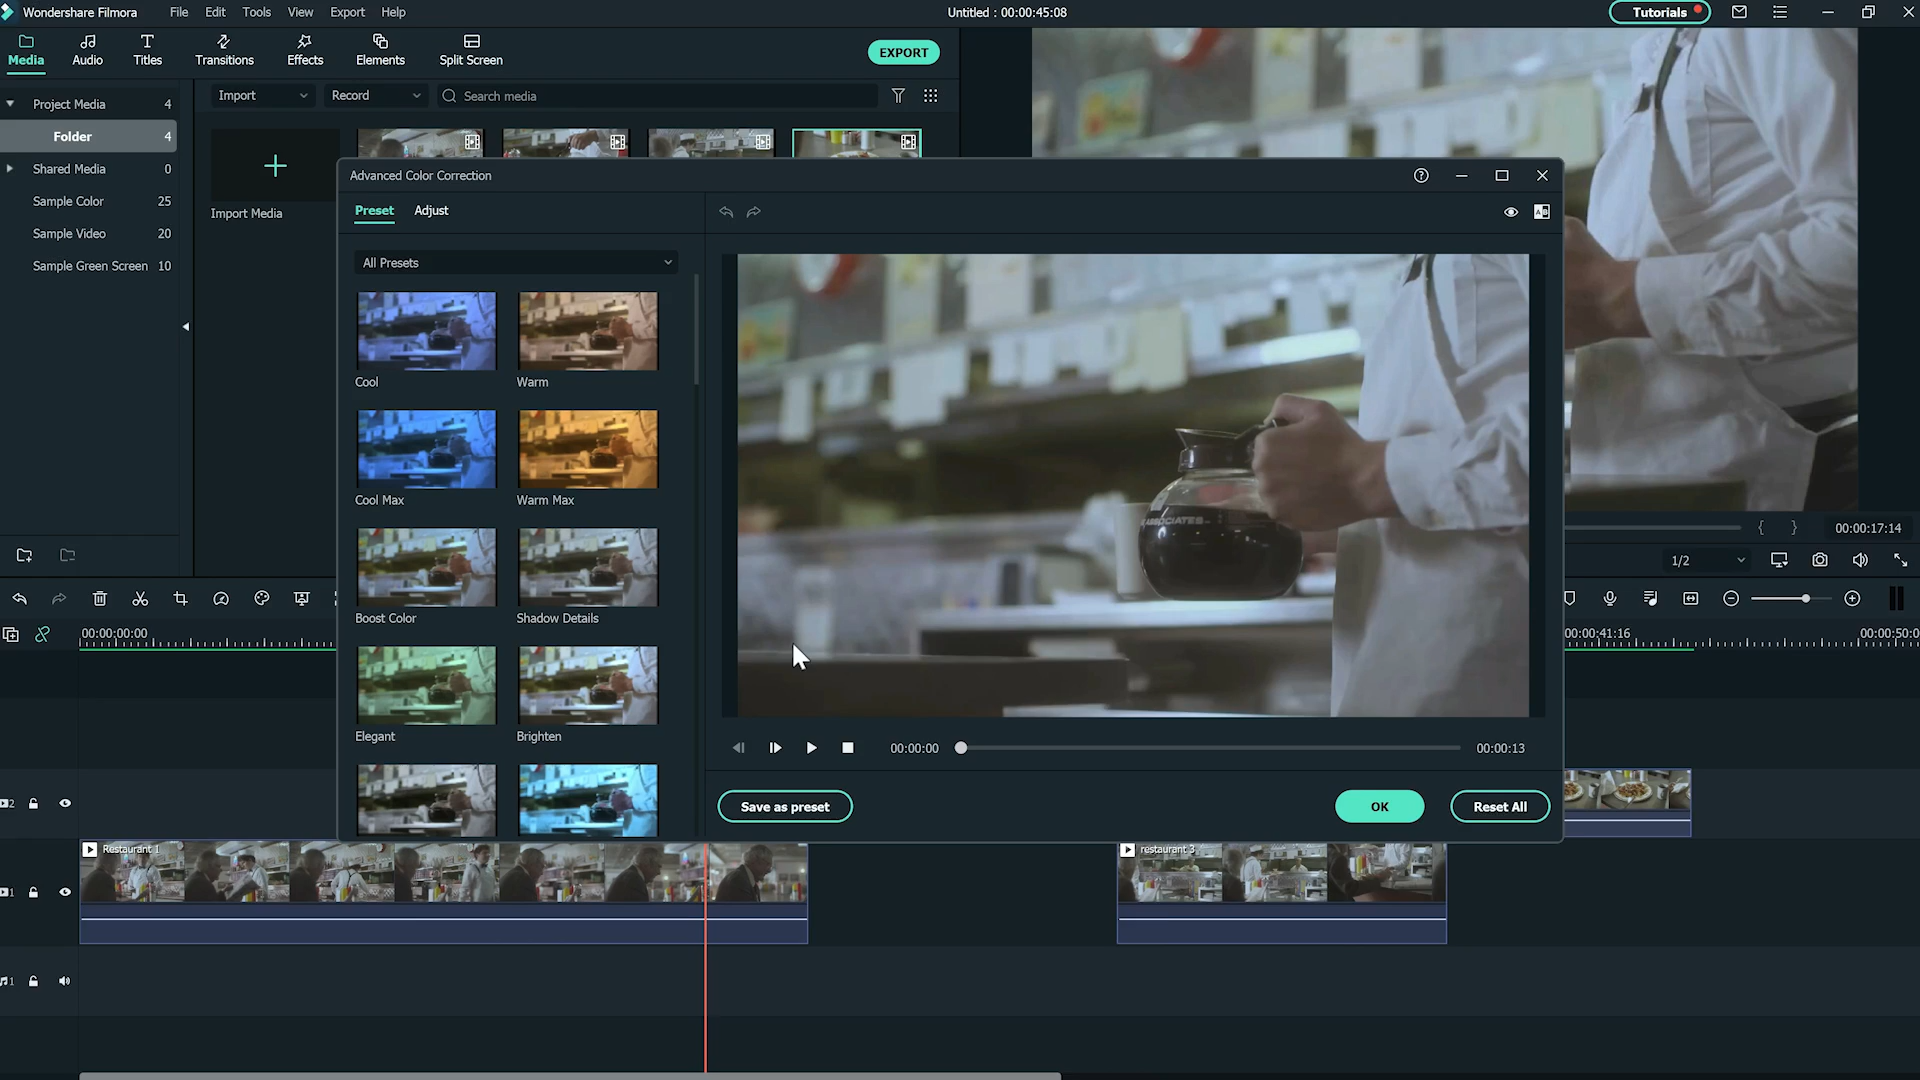 Wondershare Filmora File Edit Tools View Export Help Untitled : 00:00:45:08 Tutorials
Media Audio Titles Transitions Effects Elements Split Screen EXPORT
Import Record Search media
Project Media 4
Folder 4
Shared Media 0
Sample Color 25
Sample Video 20
Sample Green Screen 10
Import Media
Advanced Color Correction
Preset Adjust
All Presets
Cool Warm
Cool Max Warm Max
Boost Color Shadow Details
Elegant Brighten
ASSOCIATES
00:00:00 00:00:13
Save as preset OK Reset All
{ } 00:00:17:14
1/2
00:00:00:00 00:00:41:16 00:00:50:0
2
Restaurant 1 restaurant 3
1
1